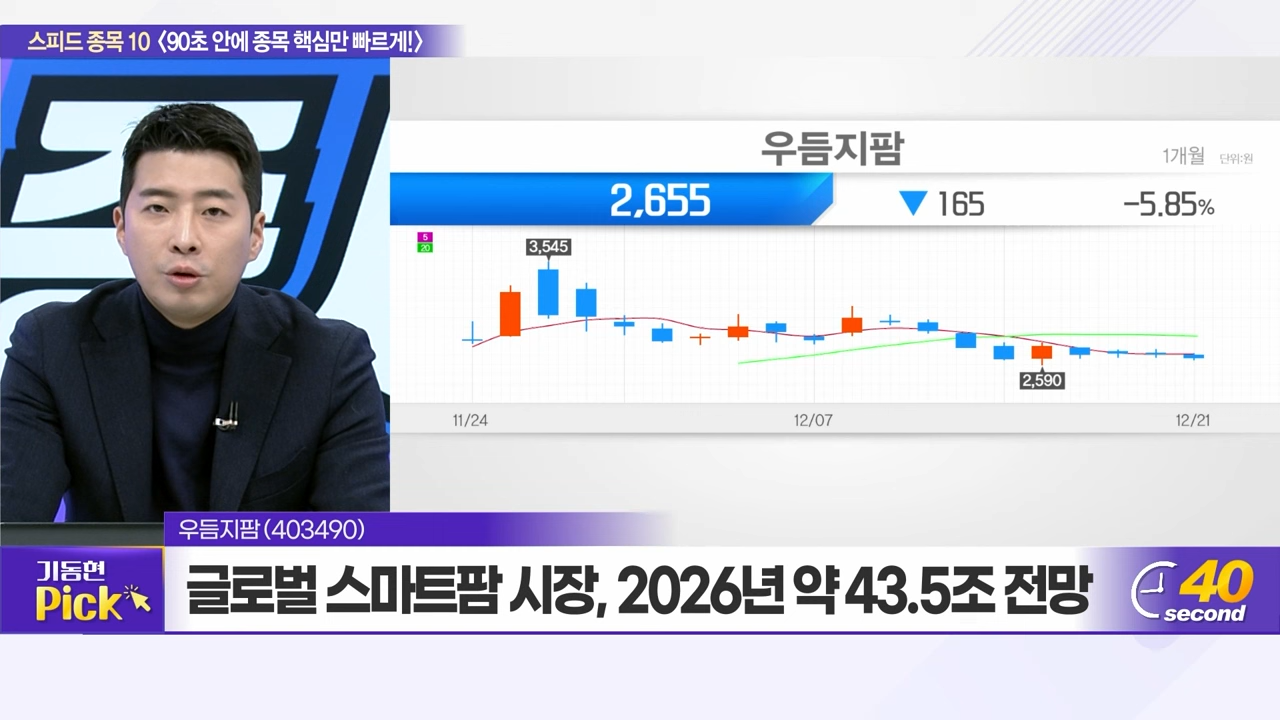 스피드 종목 10 〈90초 안에 종목 핵심만 빠르게!〉
우듬지팜
1개월 단위:원
2,655 ▼ 165 -5.85%
5
20
3,545
2,590
11/24 12/07 12/21
우듬지팜 (403490)
기동현
Pick
글로벌 스마트팜 시장, 2026년 약 43.5조 전망
40
second